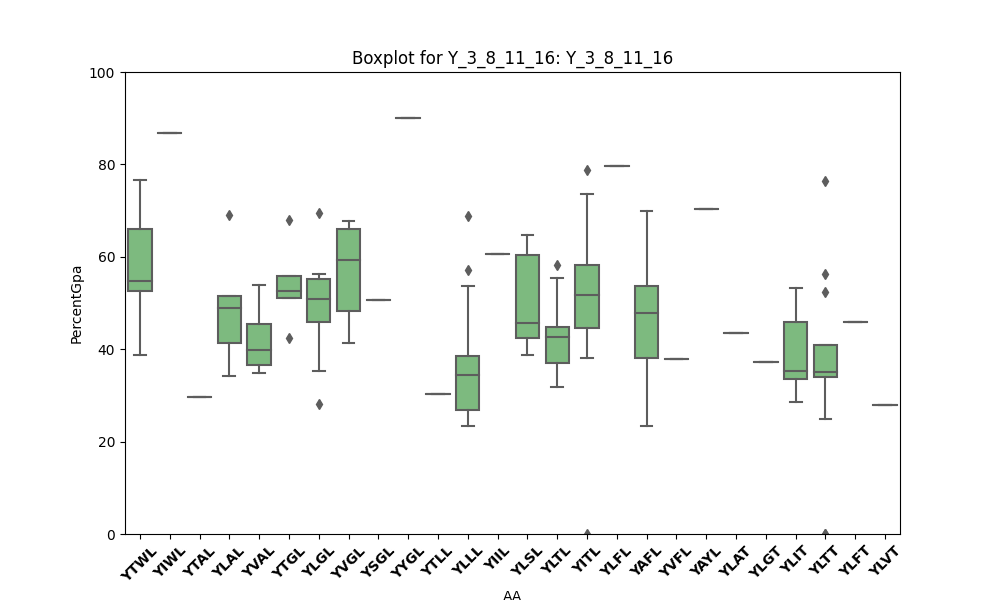 Boxplot for Y_3_8_11_16: Y_3_8_11_16
100
80
60
40
20
0
PercentGpa
YTWL YIWL YTAL YLAL YVAL YTGL YLGL YVGL YSGL YYGL YTLL YLLL YIIL YLSL YLTL YITL YLFL YAFL YVFL YAYL YLAT YLGT YLIT YLTT YLFT YLVT
AA